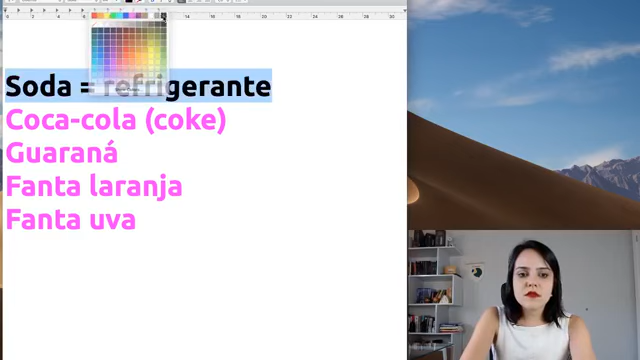 Soda = refrigerante
Coca-cola (coke)
Guaraná
Fanta laranja
Fanta uva